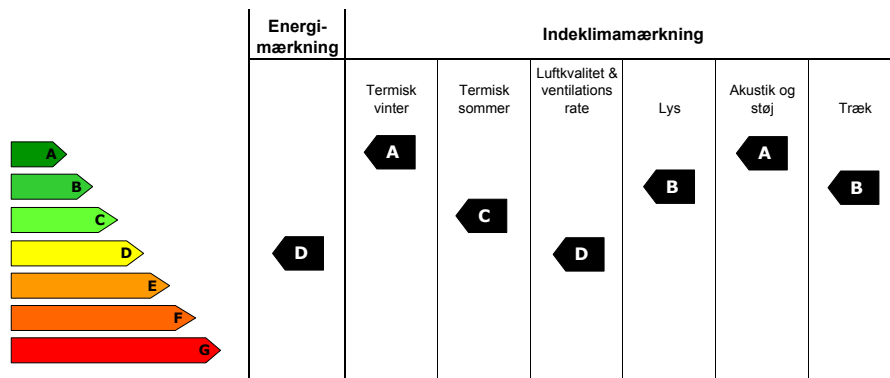 Energi-
mærkning
Indeklimamærkning
Termisk
vinter
Termisk
sommer
Luftkvalitet &
ventilations
rate
Lys
Akustik og
støj
Træk
A
B
C
D
E
F
G
D
A
C
D
B
A
B